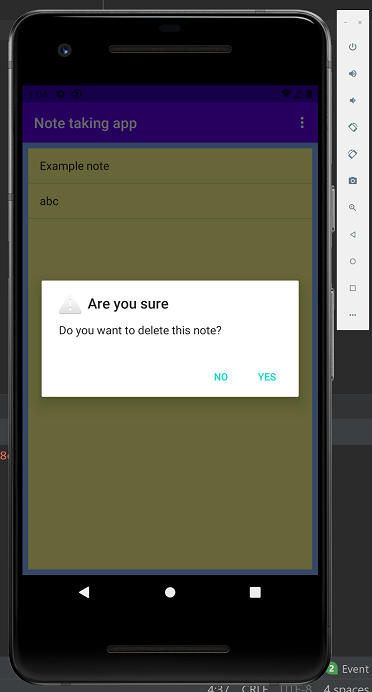 Note taking app
Example note
abc
Are you sure
Do you want to delete this note?
NO YES
2 Event
4:37 CRLF UTF-8 4 spaces